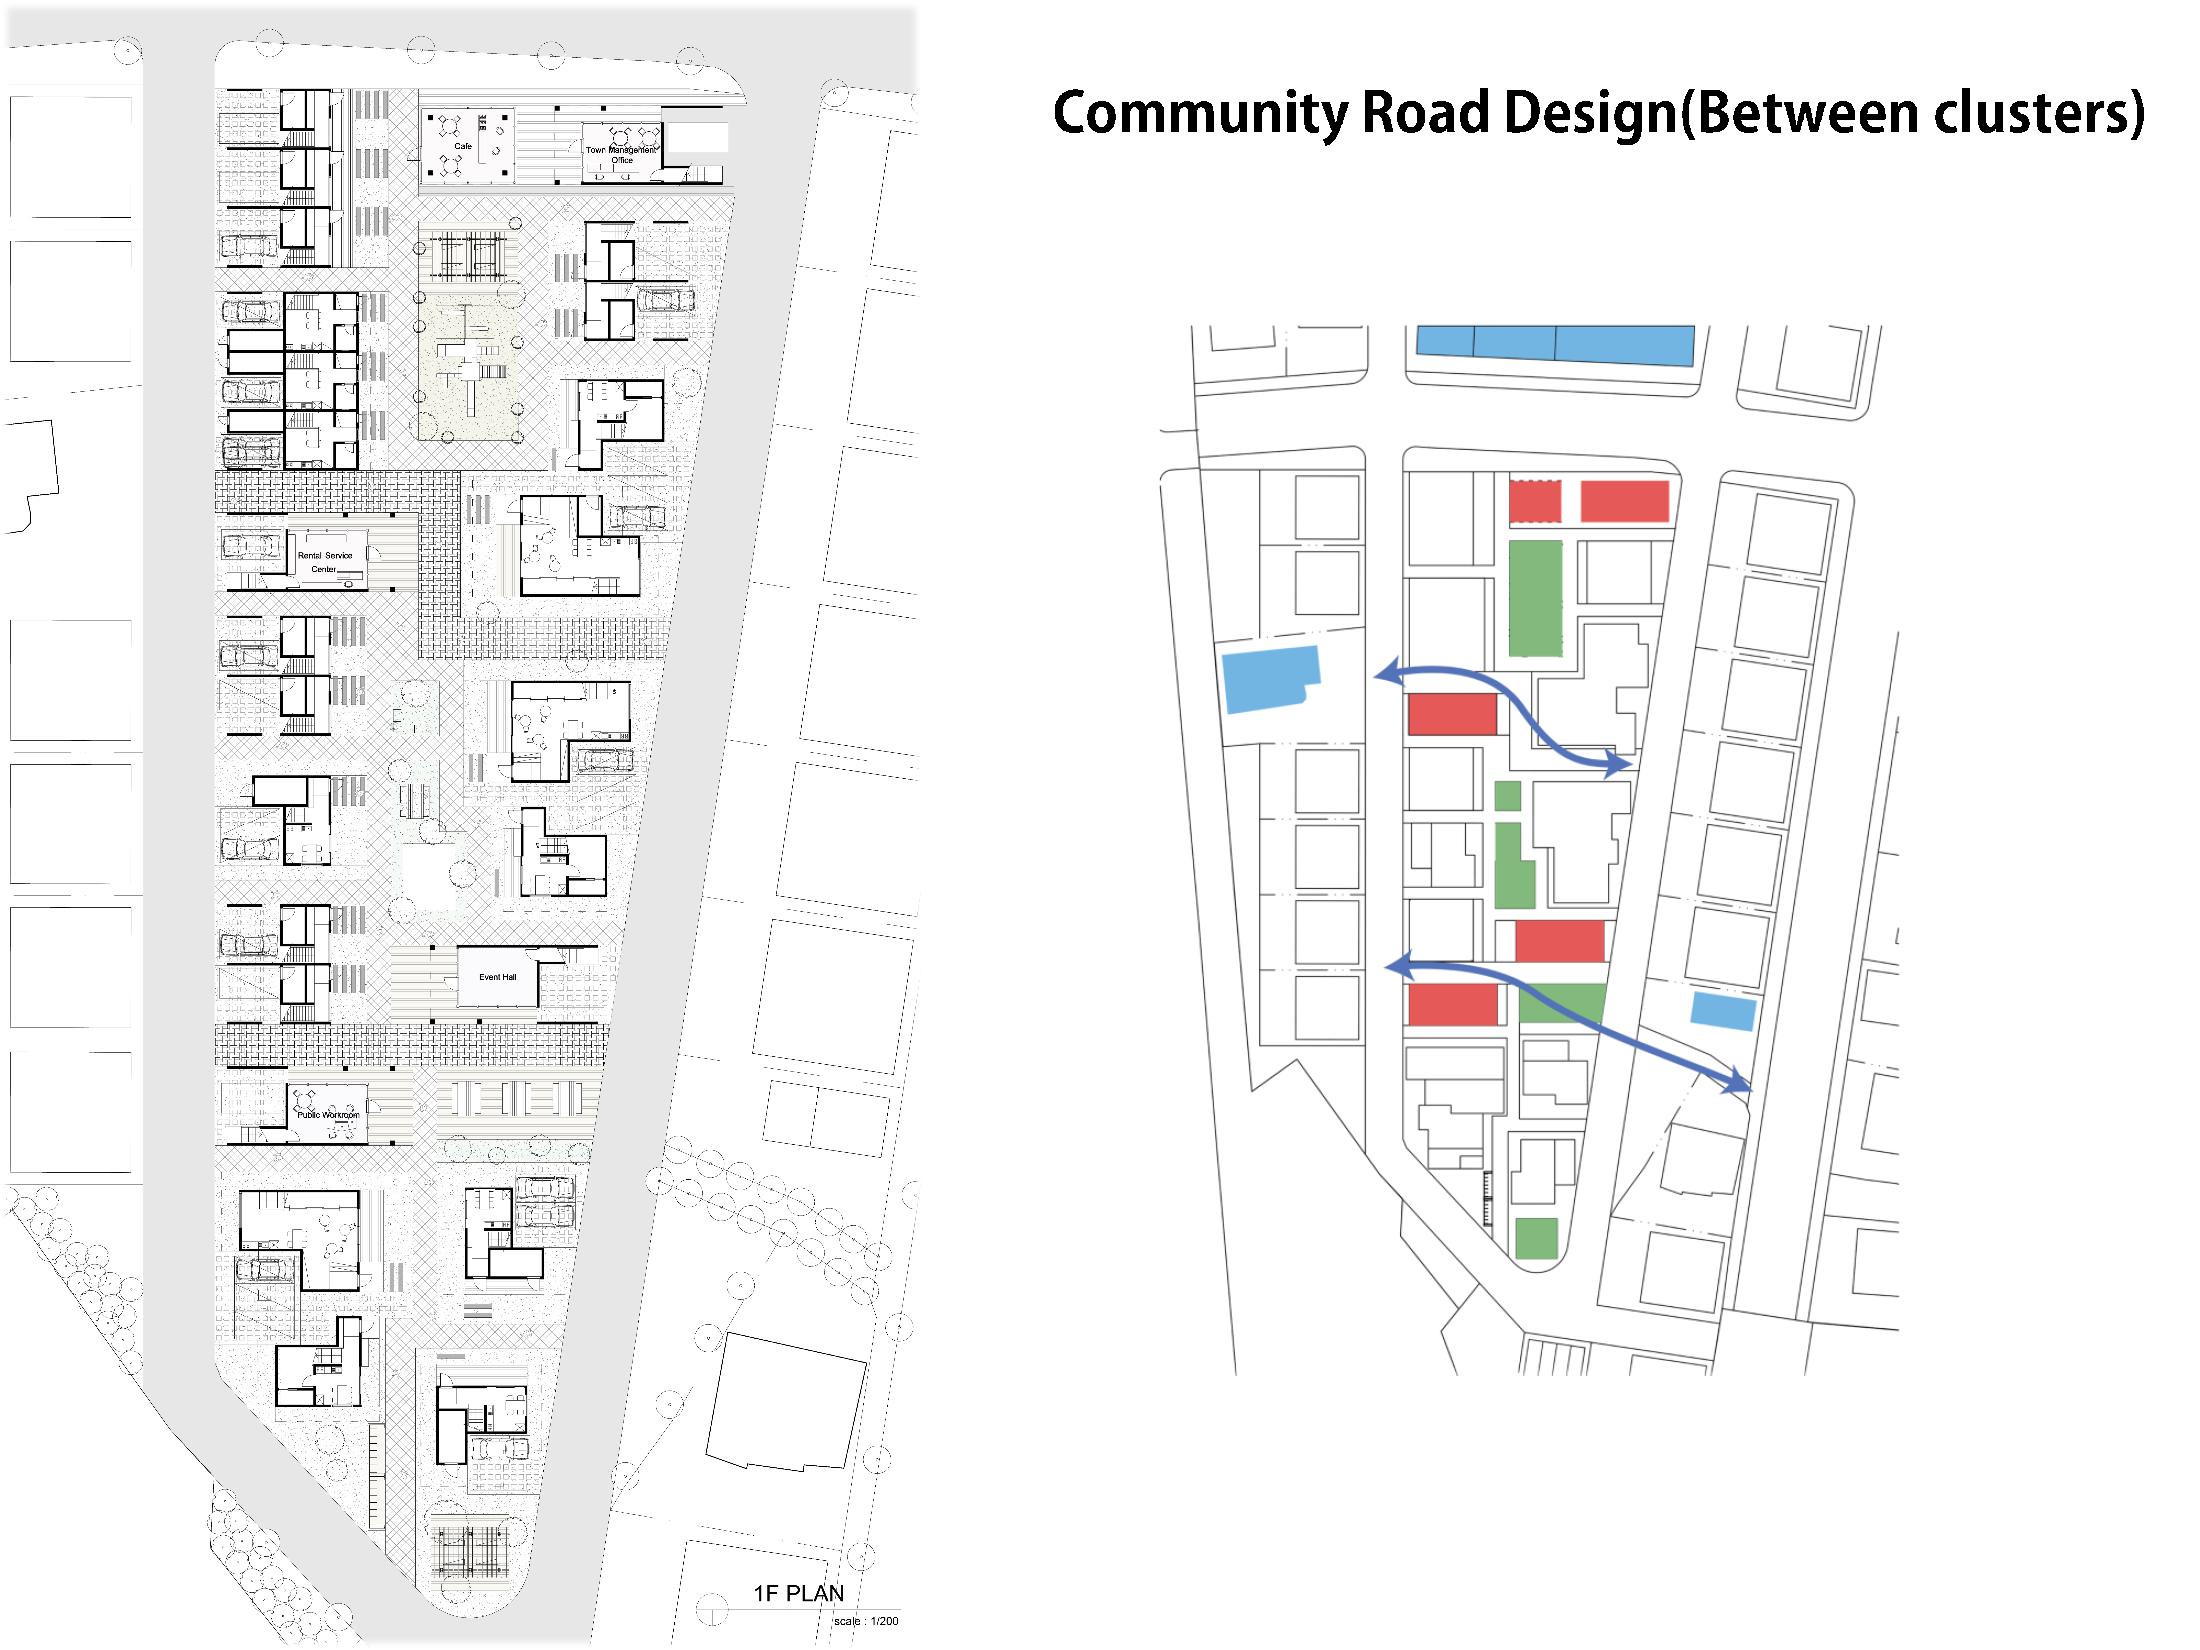 Community Road Design(Between clusters)
Cafe
Town Management
Office
Rental Service
Center
Event Hall
Public Workroom
1F PLAN
scale : 1/200